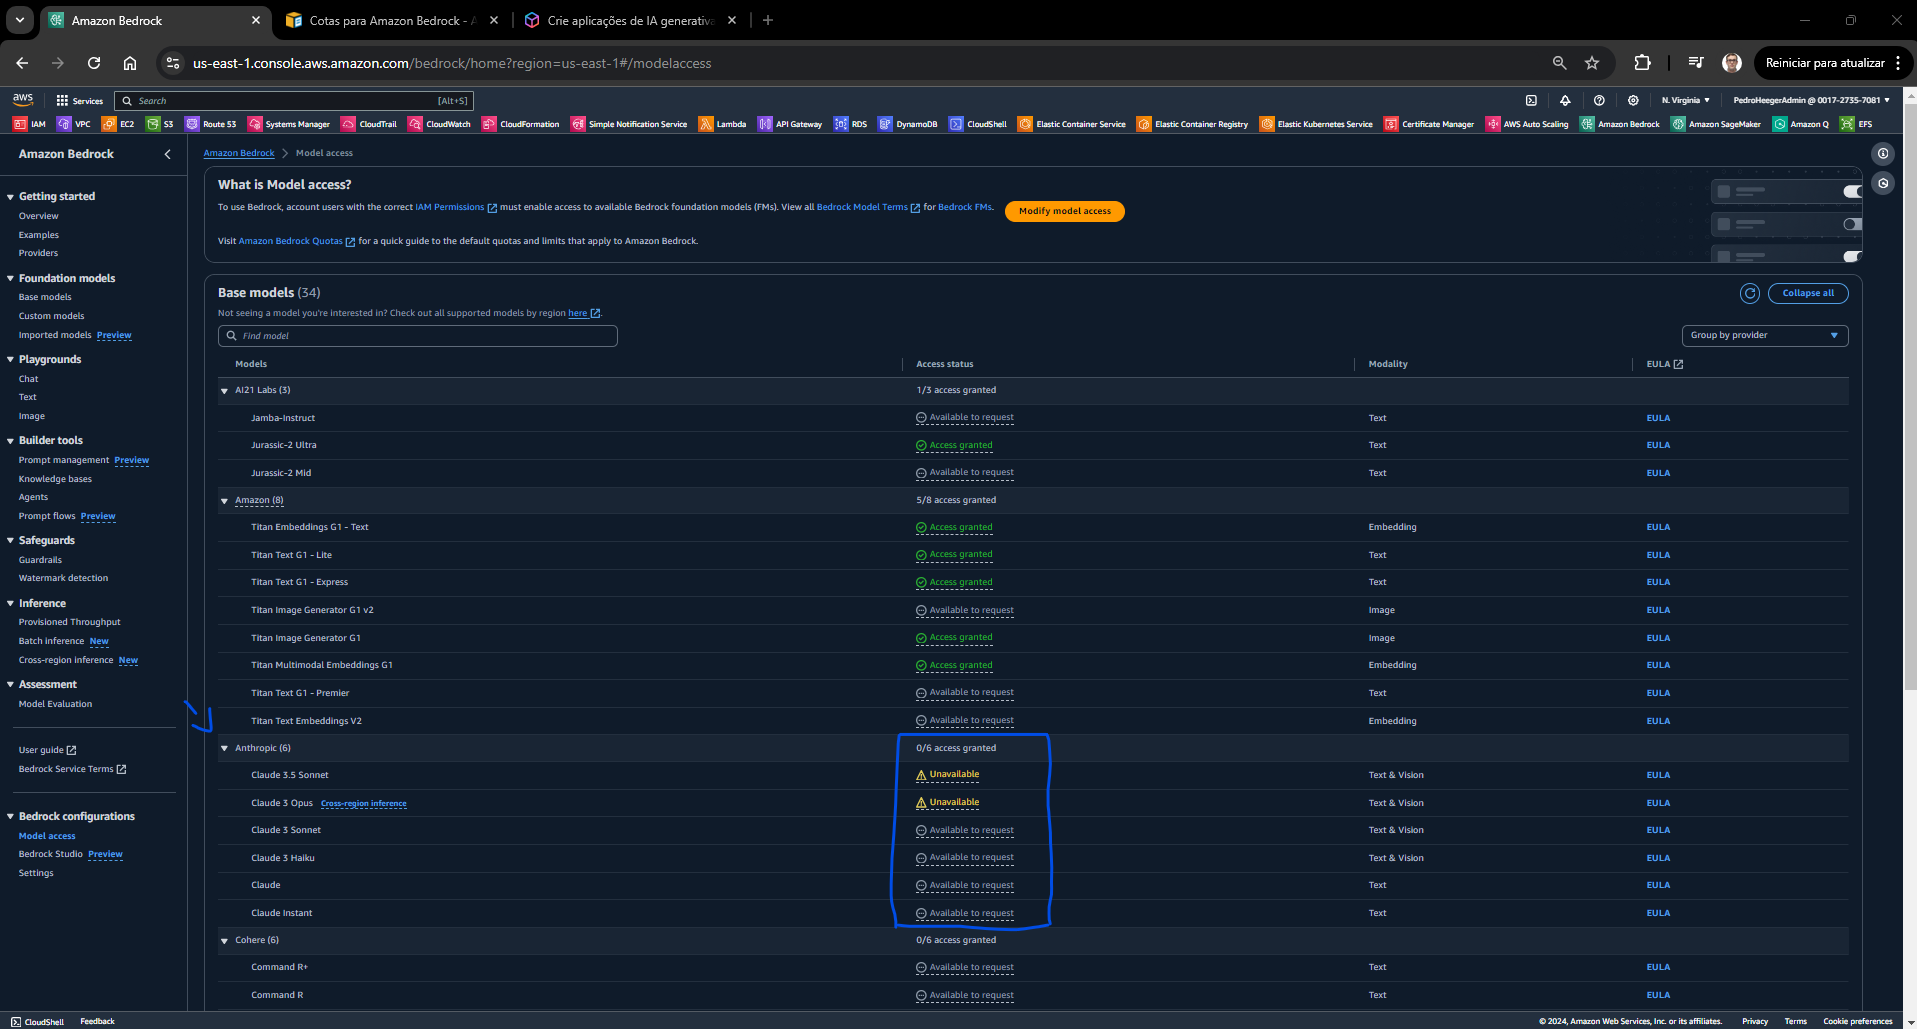 Amazon Bedrock
Cotas para Amazon Bedrock - A
Crie aplicações de IA generativa
us-east-1.console.aws.amazon.com/bedrock/home?region=us-east-1#/modelaccess
Reiniciar para atualizar
aws
Services
Search
[Alt+S]
N. Virginia
PedroHeegerAdmin @ 0017-2735-7081
IAM VPC EC2 S3 Route 53 Systems Manager CloudTrail CloudWatch CloudFormation Simple Notification Service Lambda API Gateway RDS DynamoDB CloudShell Elastic Container Service Elastic Container Registry Elastic Kubernetes Service Certificate Manager AWS Auto Scaling Amazon Bedrock Amazon SageMaker Amazon Q EFS
Amazon Bedrock
Getting started
Overview
Examples
Providers
Foundation models
Base models
Custom models
Imported models Preview
Playgrounds
Chat
Text
Image
Builder tools
Prompt management Preview
Knowledge bases
Agents
Prompt flows Preview
Safeguards
Guardrails
Watermark detection
Inference
Provisioned Throughput
Batch inference New
Cross-region inference New
Assessment
Model Evaluation
User guide
Bedrock Service Terms
Bedrock configurations
Model access
Bedrock Studio Preview
Settings
Amazon Bedrock Model access
What is Model access?
To use Bedrock, account users with the correct IAM Permissions must enable access to available Bedrock foundation models (FMs). View all Bedrock Model Terms for Bedrock FMs.
Modify model access
Visit Amazon Bedrock Quotas for a quick guide to the default quotas and limits that apply to Amazon Bedrock.
Base models (34)
Collapse all
Not seeing a model you're interested in? Check out all supported models by region here.
Find model
Group by provider
Models Access status Modality EULA
AI21 Labs (3) 1/3 access granted
Jamba-Instruct Available to request Text EULA
Jurassic-2 Ultra Access granted Text EULA
Jurassic-2 Mid Available to request Text EULA
Amazon (8) 5/8 access granted
Titan Embeddings G1 - Text Access granted Embedding EULA
Titan Text G1 - Lite Access granted Text EULA
Titan Text G1 - Express Access granted Text EULA
Titan Image Generator G1 v2 Available to request Image EULA
Titan Image Generator G1 Access granted Image EULA
Titan Multimodal Embeddings G1 Access granted Embedding EULA
Titan Text G1 - Premier Available to request Text EULA
Titan Text Embeddings V2 Available to request Embedding EULA
Anthropic (6) 0/6 access granted
Claude 3.5 Sonnet Unavailable Text & Vision EULA
Claude 3 Opus Cross-region inference Unavailable Text & Vision EULA
Claude 3 Sonnet Available to request Text & Vision EULA
Claude 3 Haiku Available to request Text & Vision EULA
Claude Available to request Text EULA
Claude Instant Available to request Text EULA
Cohere (6) 0/6 access granted
Command R+ Available to request Text EULA
Command R Available to request Text EULA
CloudShell Feedback
© 2024, Amazon Web Services, Inc. or its affiliates. Privacy Terms Cookie preferences